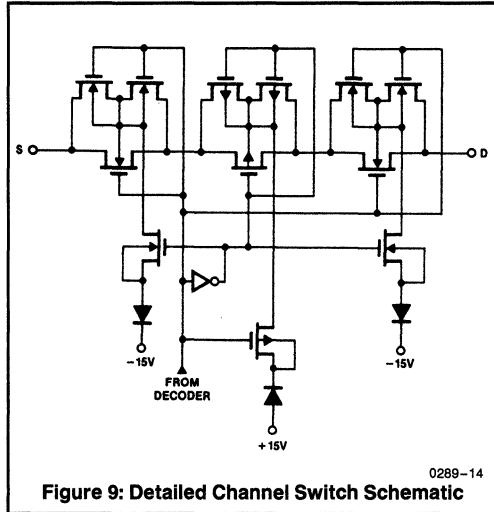 S
D
-15V
FROM
DECODER
-15V
+15V
0289-14
Figure 9: Detailed Channel Switch Schematic